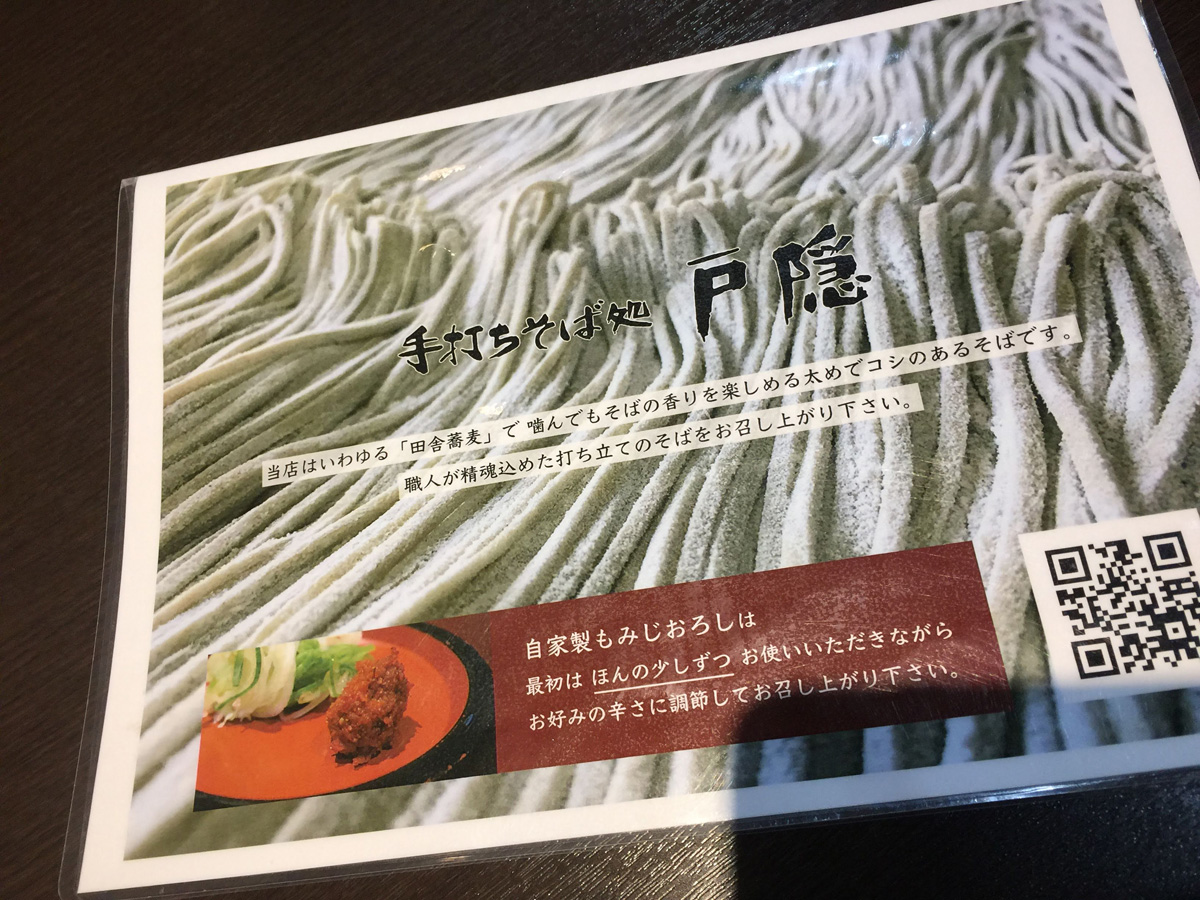 手打ちそば処 戸隠
当店はいわゆる「田舎蕎麦」で 噛んでもそばの香りを楽しめる太めでコシのあるそばです。
職人が精魂込めた打ち立てのそばをお召し上がり下さい。
自家製もみじおろしは
最初は ほんの少しずつ お使いいただきながら
お好みの辛さに調節してお召し上がり下さい。